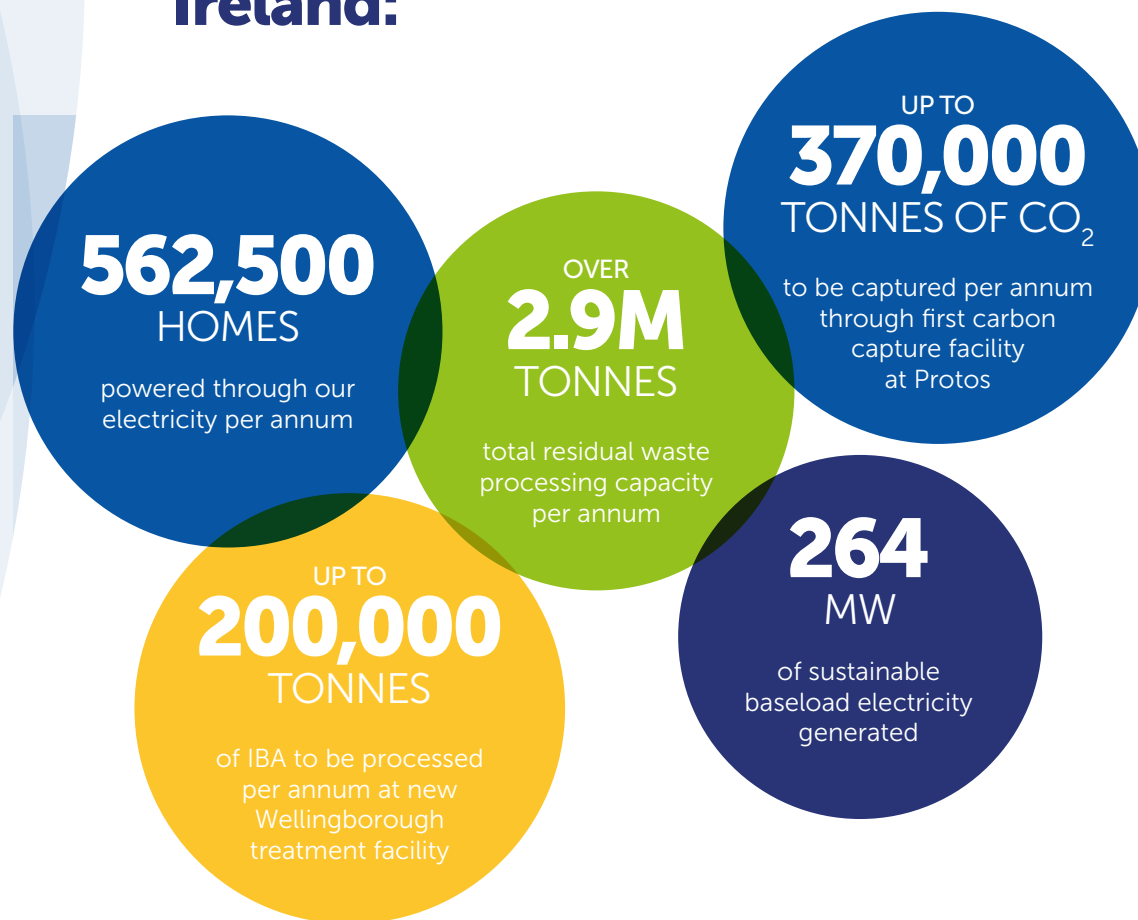 Ireland:
562,500
HOMES
powered through our
electricity per annum
OVER
2.9M
TONNES
total residual waste
processing capacity
per annum
UP TO
370,000
TONNES OF CO₂
to be captured per annum
through first carbon
capture facility
at Protos
UP TO
200,000
TONNES
of IBA to be processed
per annum at new
Wellingborough
treatment facility
264
MW
of sustainable
baseload electricity
generated